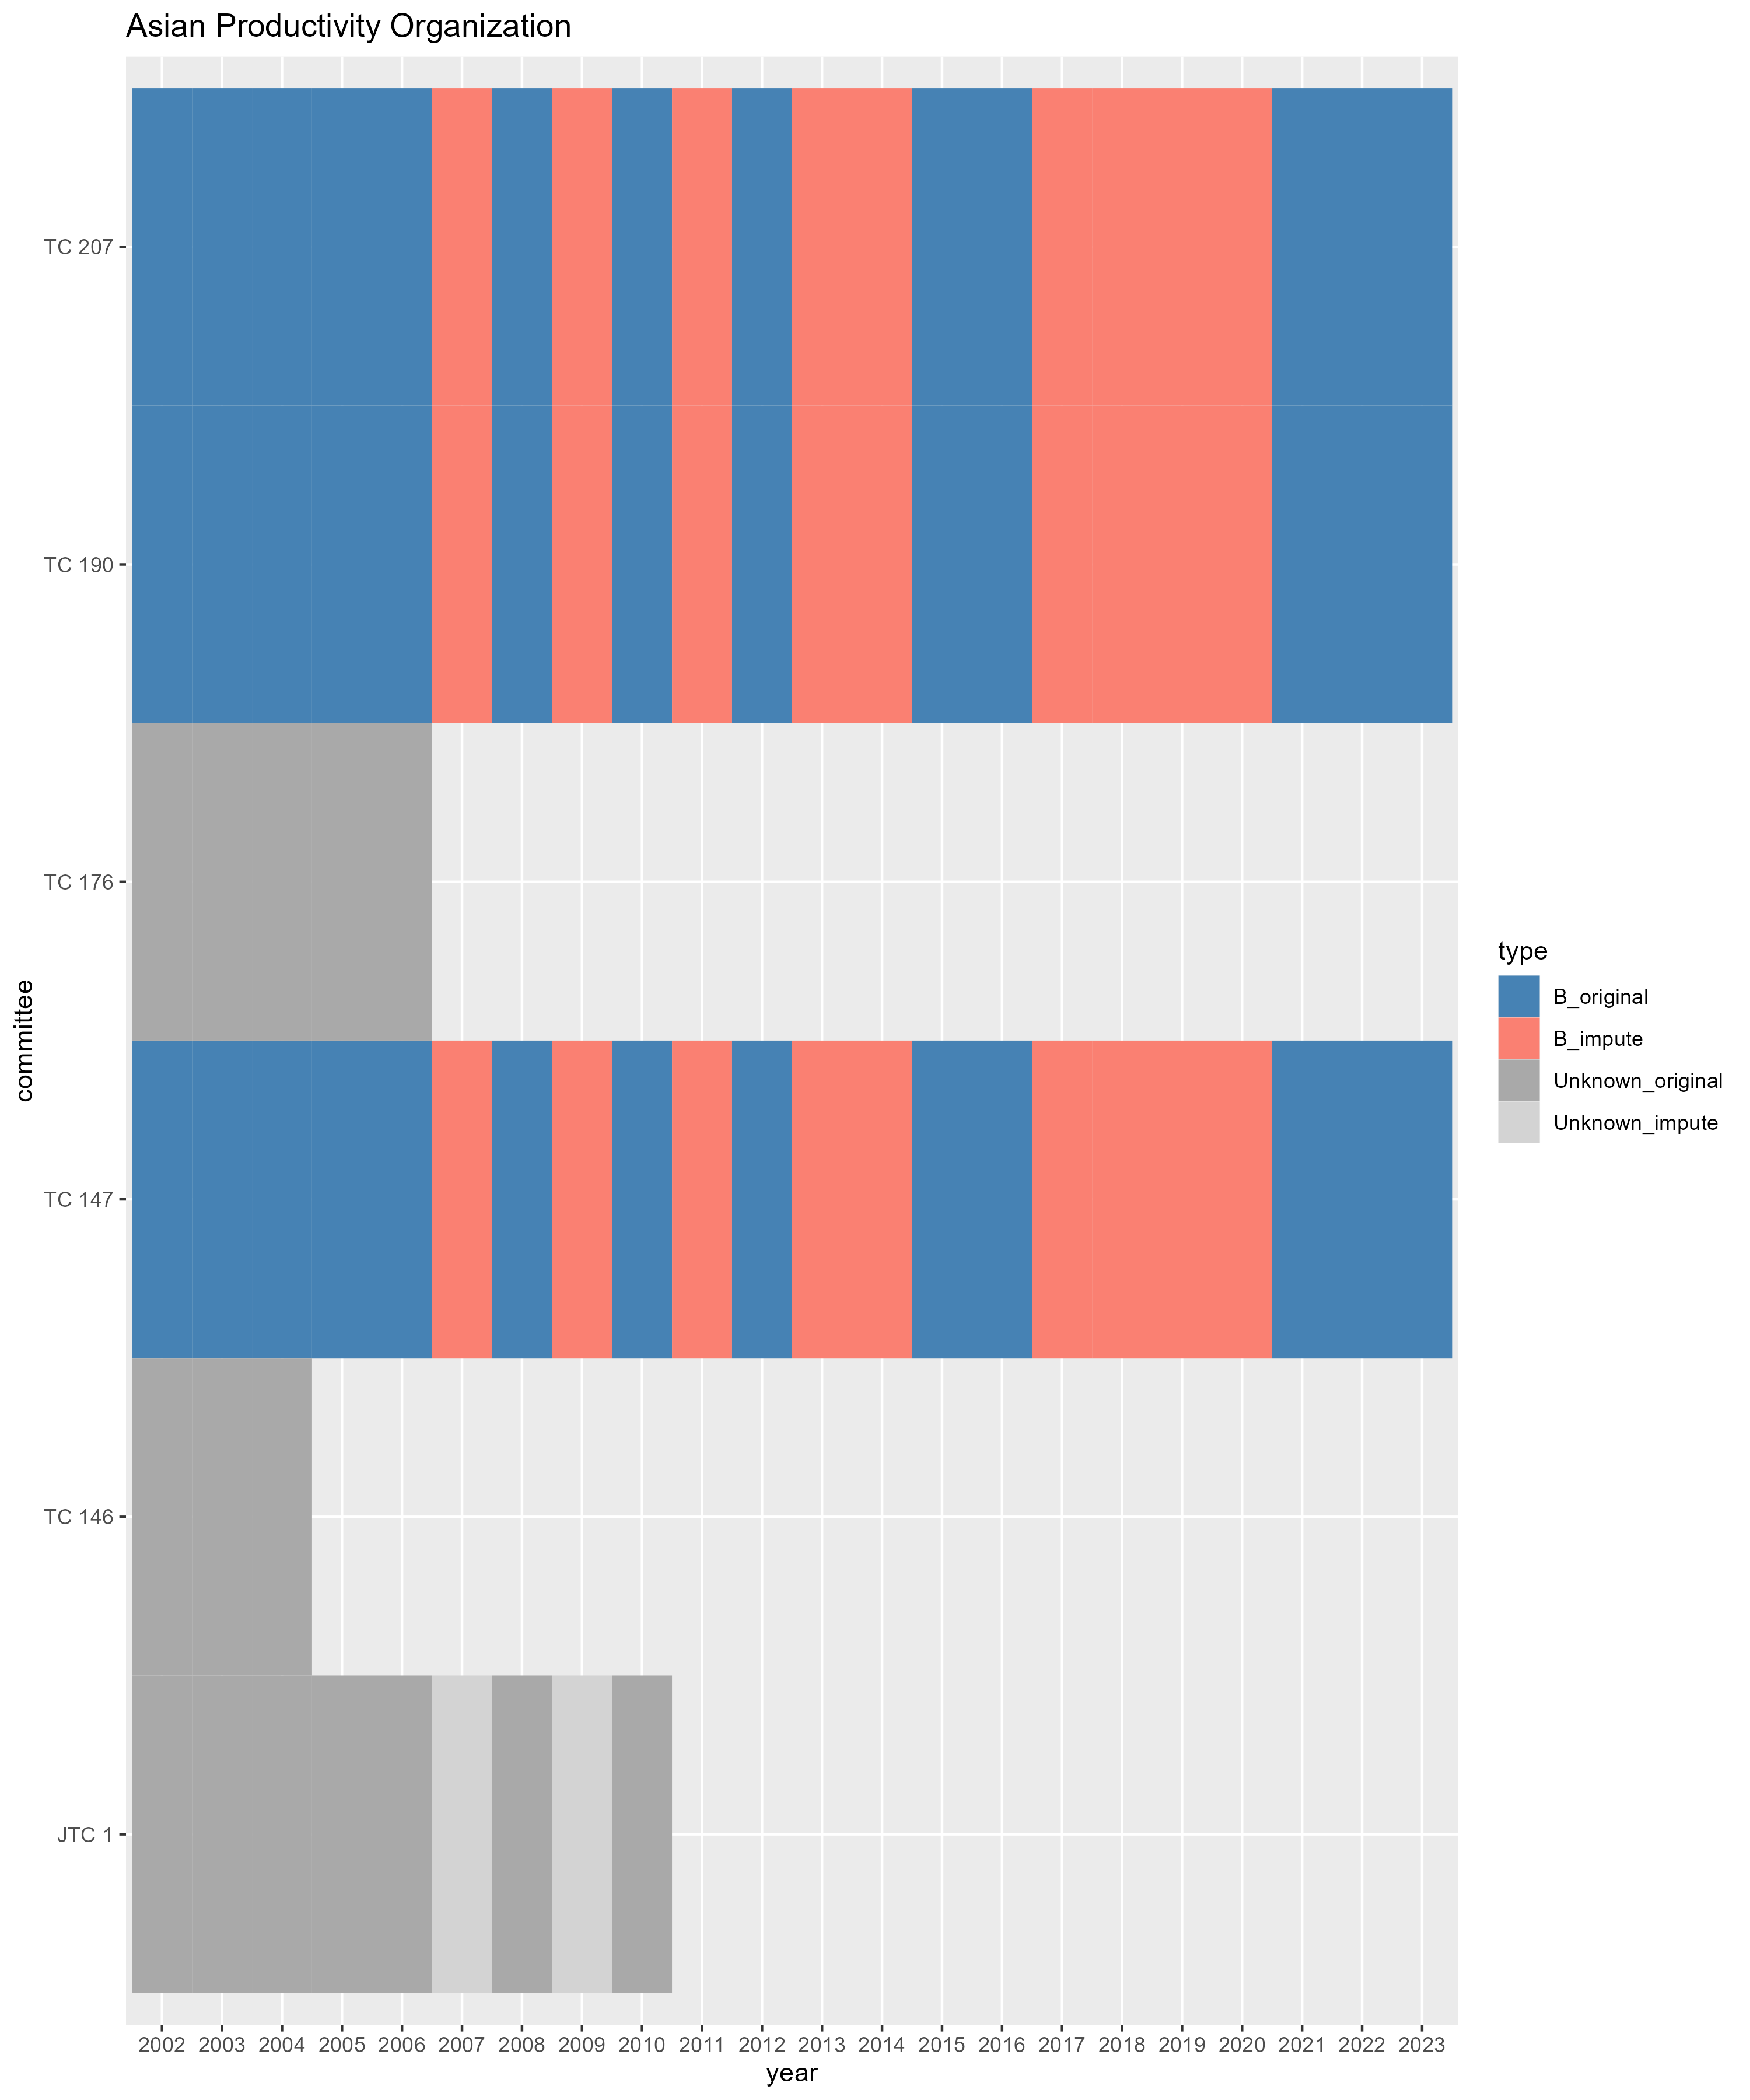 Asian Productivity Organization
TC 207
TC 190
TC 176
TC 147
TC 146
JTC 1
committee
2002 2003 2004 2005 2006 2007 2008 2009 2010 2011 2012 2013 2014 2015 2016 2017 2018 2019 2020 2021 2022 2023
year
type
B_original
B_impute
Unknown_original
Unknown_impute